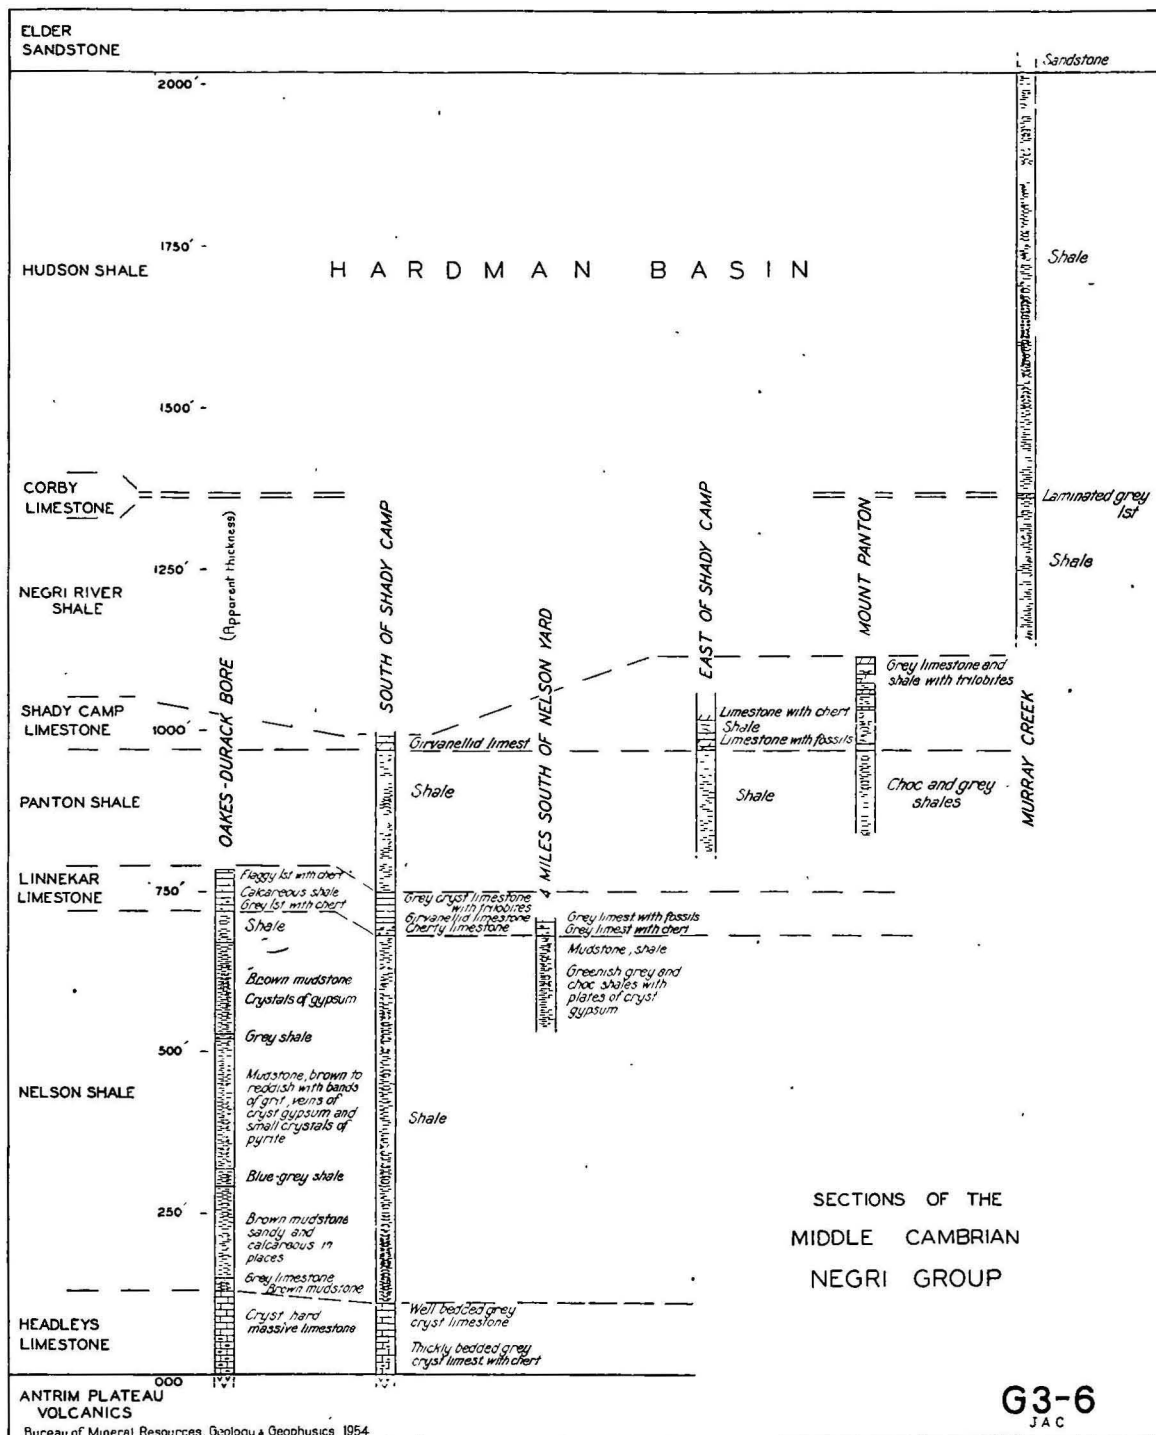 ELDER
SANDSTONE
Sandstone
2000'
1750'
HUDSON SHALE
HARDMAN BASIN
Shale
1500'
CORBY
LIMESTONE
Laminated grey
lst
1250'
Shale
NEGRI RIVER
SHALE
OAKES-DURACK BORE (Apparent thickness)
SOUTH OF SHADY CAMP
4 MILES SOUTH OF NELSON YARD
EAST OF SHADY CAMP
MOUNT PANTON
MURRAY CREEK
Grey limestone and
shale with trilobites
SHADY CAMP
LIMESTONE
1000'
Girvanellid limest
Limestone with chert
Shale
Limestone with fossils
PANTON SHALE
Shale
Shale
Choc and grey
shales
LINNEKAR
LIMESTONE
750'
Flaggy lst with chert
Calcareous shale
Grey lst with chert
Grey cryst limestone
with trilobites
Girvanellid limestone
Cherty limestone
Grey limest with fossils
Grey limest with chert
Shale
Mudstone, shale
Greenish grey and
choc shales with
plates of cryst
gypsum
Brown mudstone
Crystals of gypsum
Grey shale
500'
NELSON SHALE
Mudstone, brown to
reddish with bands
of grit, veins of
cryst gypsum and
small crystals of
pyrite
Shale
Blue-grey shale
250'
Brown mudstone
sandy and
calcareous in
places
Grey limestone
Brown mudstone
HEADLEYS
LIMESTONE
Cryst hard
massive limestone
Well bedded grey
cryst limestone
Thickly bedded grey
cryst limest with chert
000
SECTIONS OF THE
MIDDLE CAMBRIAN
NEGRI GROUP
ANTRIM PLATEAU
VOLCANICS
G3-6
JAC
Bureau of Mineral Resources, Geology & Geophysics, 1954